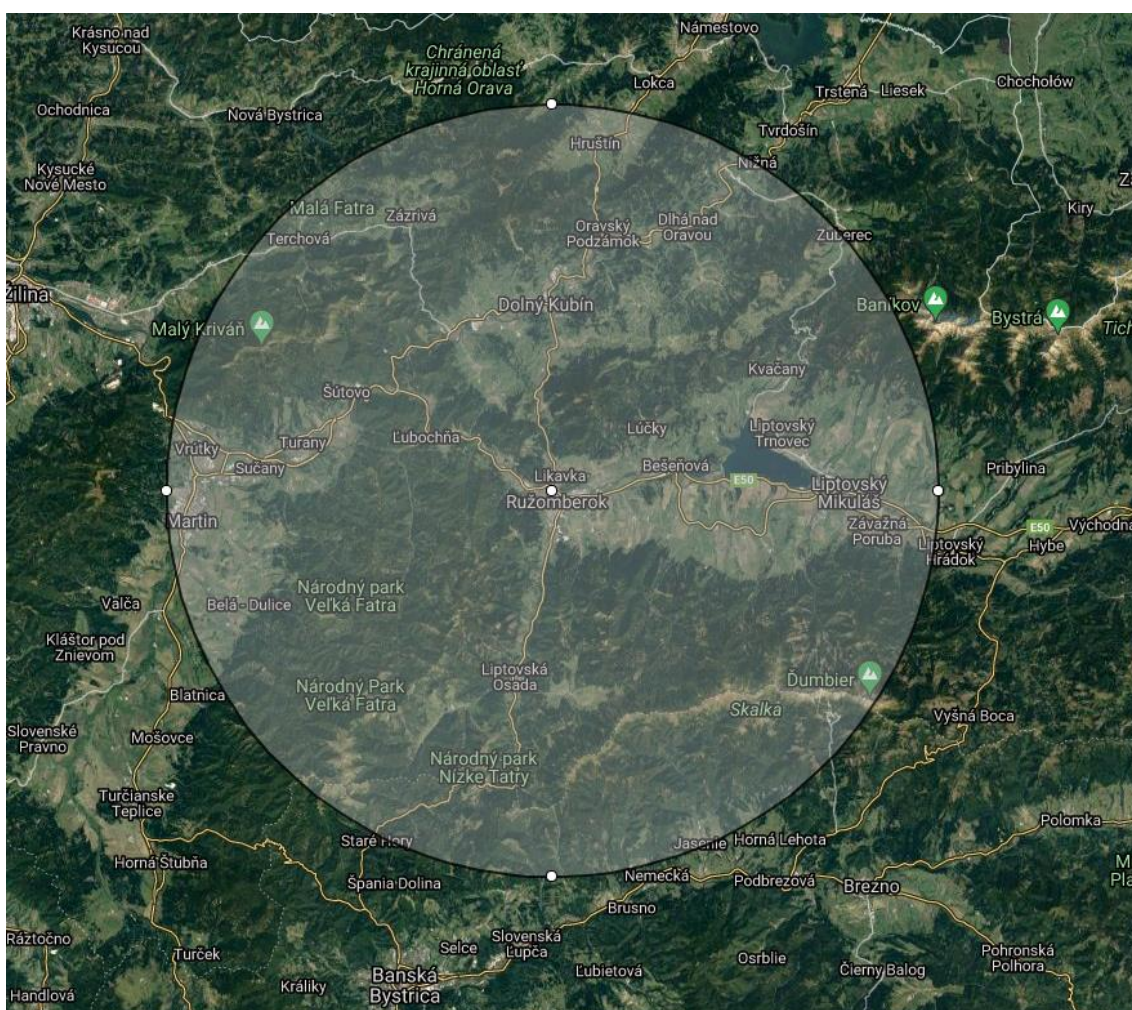 Krásno nad
Kysucou
Námestovo
Chránená
krajinná oblasť
Horná Orava
Lokca
Chochołów
Trstená
Liesek
Ochodnica
Nová Bystrica
Tvrdošín
Hruštín
Nižná
Kysucké
Nové Mesto
Kiry
Malá Fatra
Zázrivá
Oravský
Podzámok
Dlhá nad
Oravou
Zuberec
Terchová
Žilina
Dolný Kubín
Baníkov
Bystrá
Malý Kriváň
Kvačany
Šútovo
Lúčky
Liptovský
Trnovec
Ľubochňa
Vrútky
Turany
Sučany
Bešeňová
Likavka
Pribylina
E50
Liptovský
Mikuláš
Ružomberok
Martin
Závažná
Poruba
E50
Východná
Liptovský
Hrádok
Hybe
Národný park
Veľká Fatra
Valča
Belá - Dulice
Kláštor pod
Znievom
Liptovská
Osada
Ďumbier
Národný Park
Veľká Fatra
Blatnica
Skalka
Vyšná Boca
Slovenské
Pravno
Mošovce
Národný park
Nízke Tatry
Turčianske
Teplice
Polomka
Staré Hory
Jasenie
Horná Lehota
Horná Štubňa
Nemecká
Podbrezová
Brezno
Špania Dolina
Brusno
Ráztočno
Turček
Selce
Slovenská
Ľupča
Osrblie
Pohronská
Polhora
Banská
Bystrica
Ľubietová
Čierny Balog
Králiky
Handlová